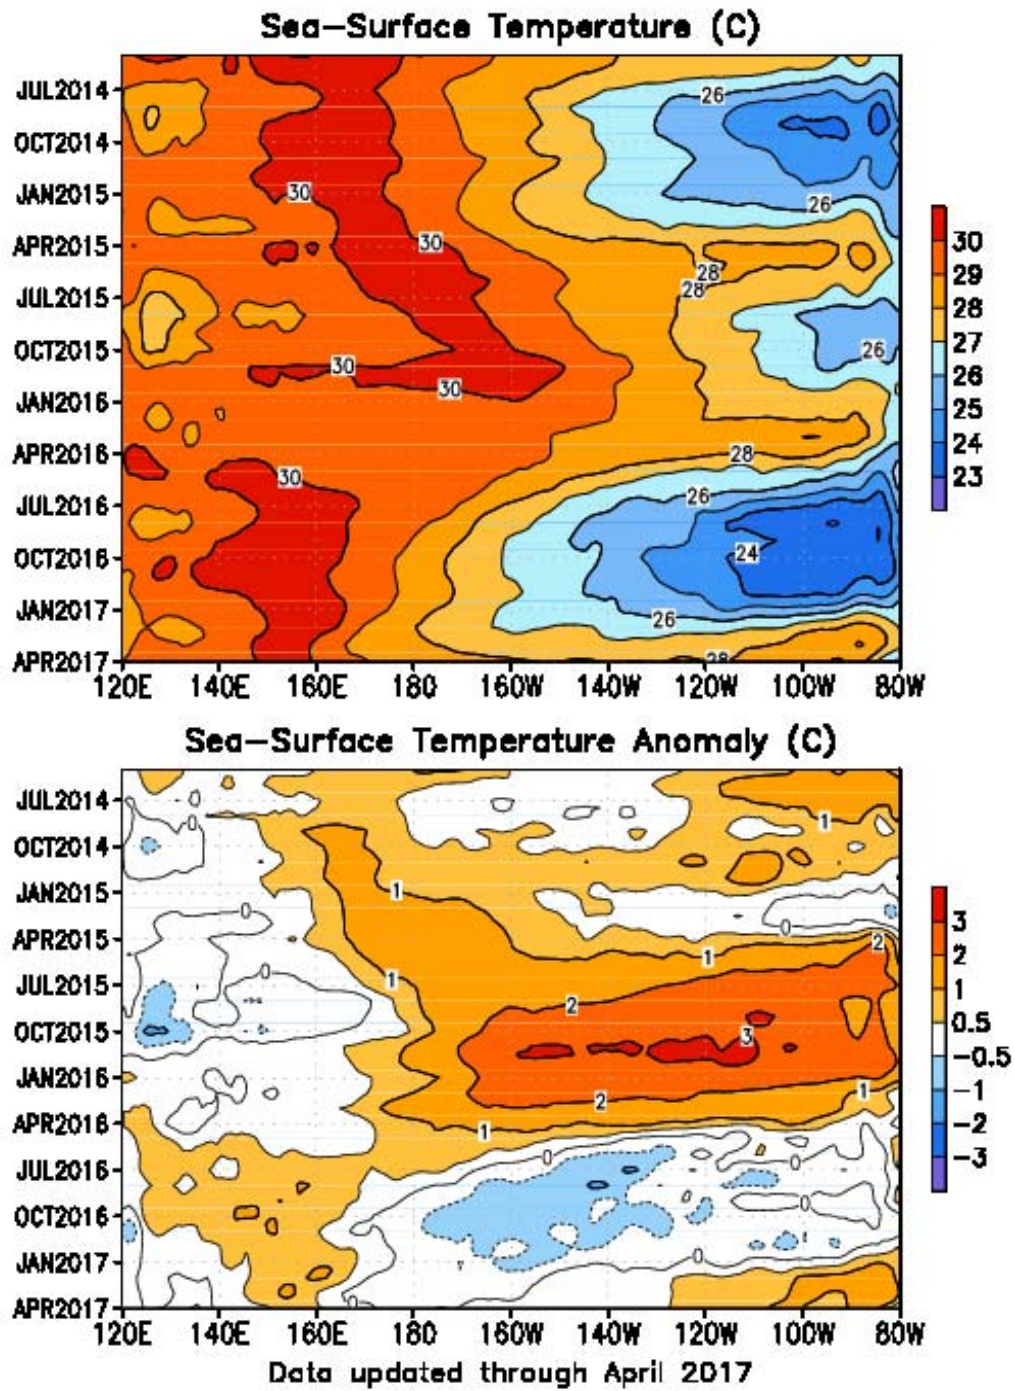 Sea-Surface Temperature (C)
JUL2014
OCT2014
JAN2015
APR2015
JUL2015
OCT2015
JAN2016
APR2016
JUL2016
OCT2016
JAN2017
APR2017
26
30
26
30
28
28
26
30
30
28
30
26
24
26
28
120E 140E 160E 180 160W 140W 120W 100W 80W
30
29
28
27
26
25
24
23
Sea-Surface Temperature Anomaly (C)
JUL2014
OCT2014
JAN2015
APR2015
JUL2015
OCT2015
JAN2016
APR2016
JUL2016
OCT2016
JAN2017
APR2017
0
1
1
0
0
2
1
0
1
2
3
2
1
1
0
0
0
0
0
120E 140E 160E 180 160W 140W 120W 100W 80W
3
2
1
0.5
-0.5
-1
-2
-3
Data updated through April 2017